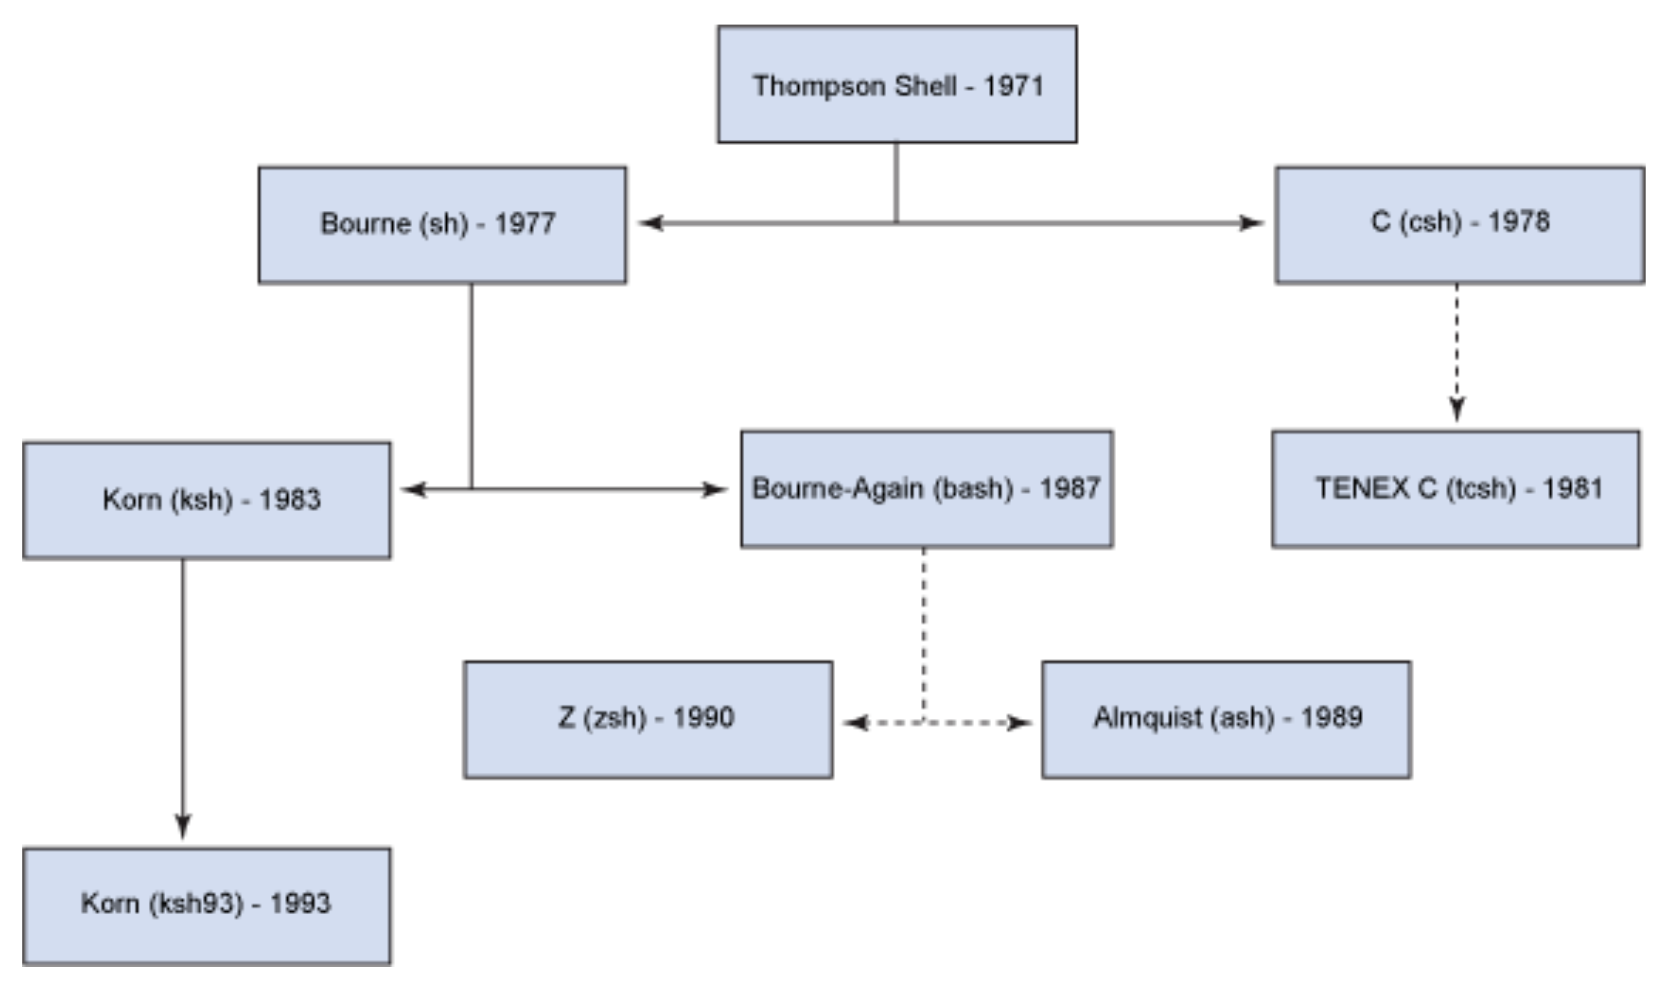 Thompson Shell - 1971
Bourne (sh) - 1977
C (csh) - 1978
Korn (ksh) - 1983
Bourne-Again (bash) - 1987
TENEX C (tcsh) - 1981
Z (zsh) - 1990
Almquist (ash) - 1989
Korn (ksh93) - 1993